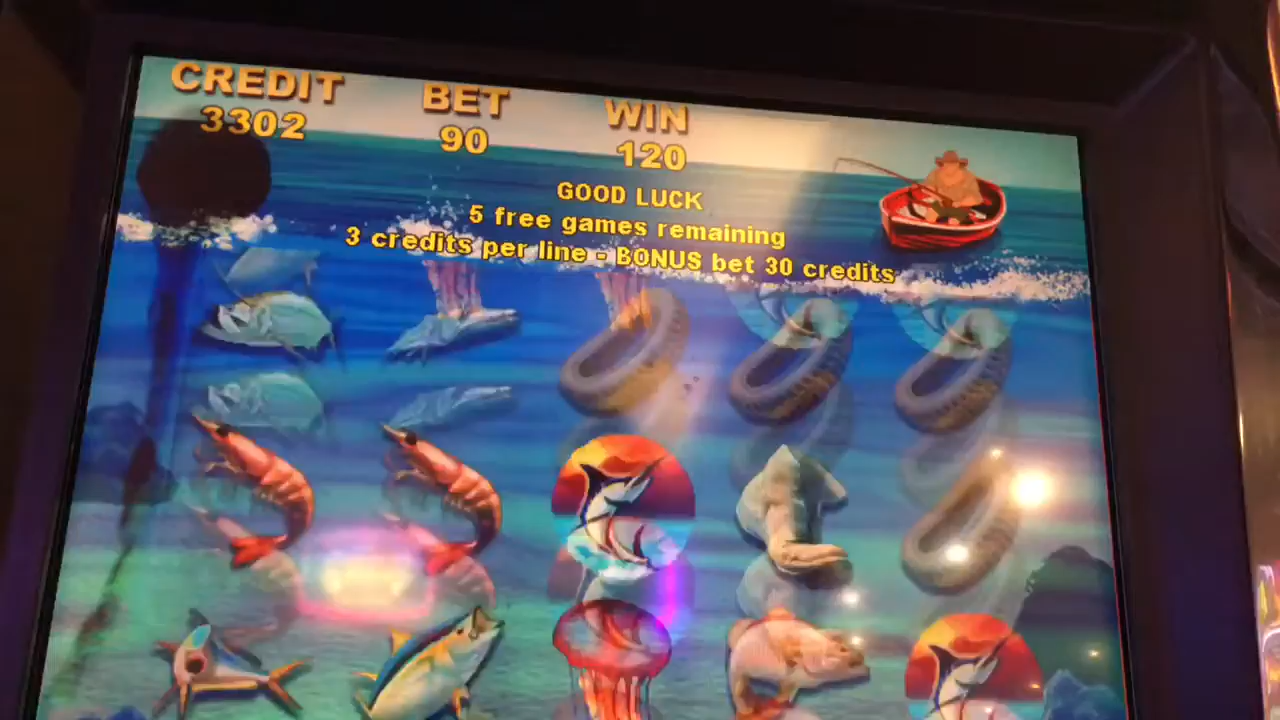 CREDIT BET WIN
3302 90 120
GOOD LUCK
5 free games remaining
3 credits per line - BONUS bet 30 credits